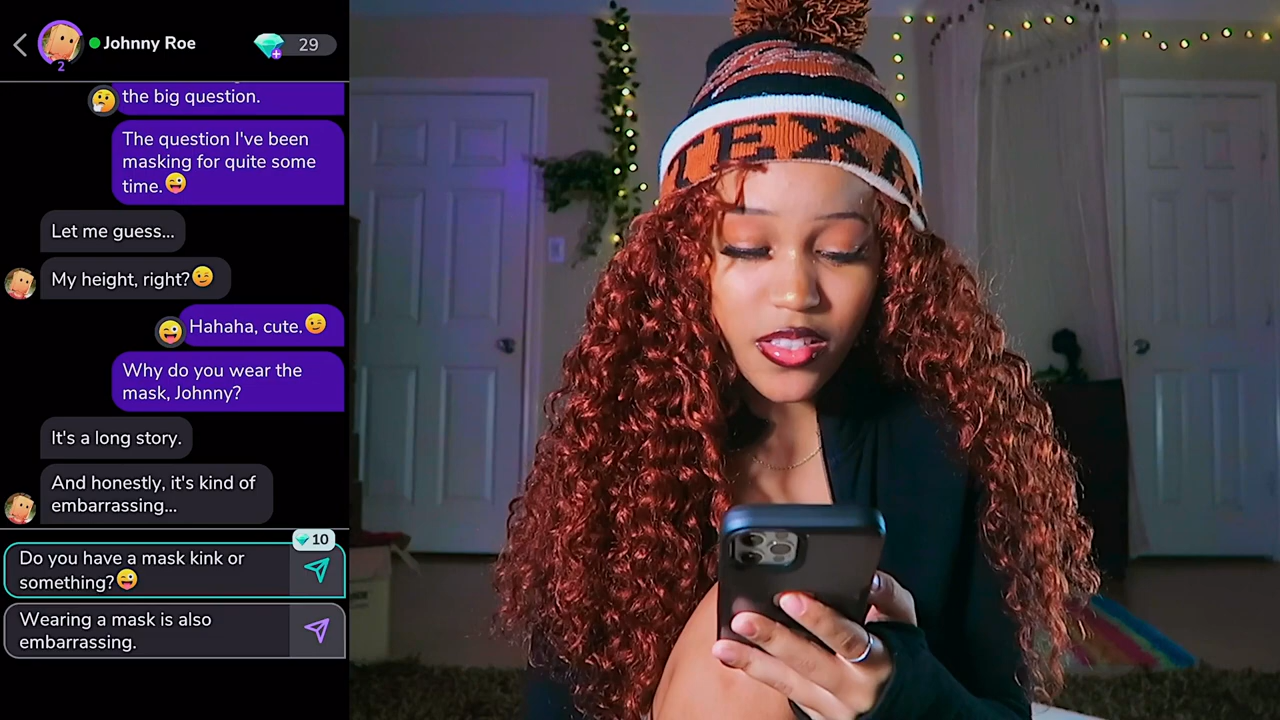 Johnny Roe
29
2
the big question.
The question I've been
masking for quite some
time.😜
Let me guess...
My height, right?😉
Hahaha, cute.😉
Why do you wear the
mask, Johnny?
It's a long story.
And honestly, it's kind of
embarrassing...
10
Do you have a mask kink or
something?😜
Wearing a mask is also
embarrassing.
TEXA